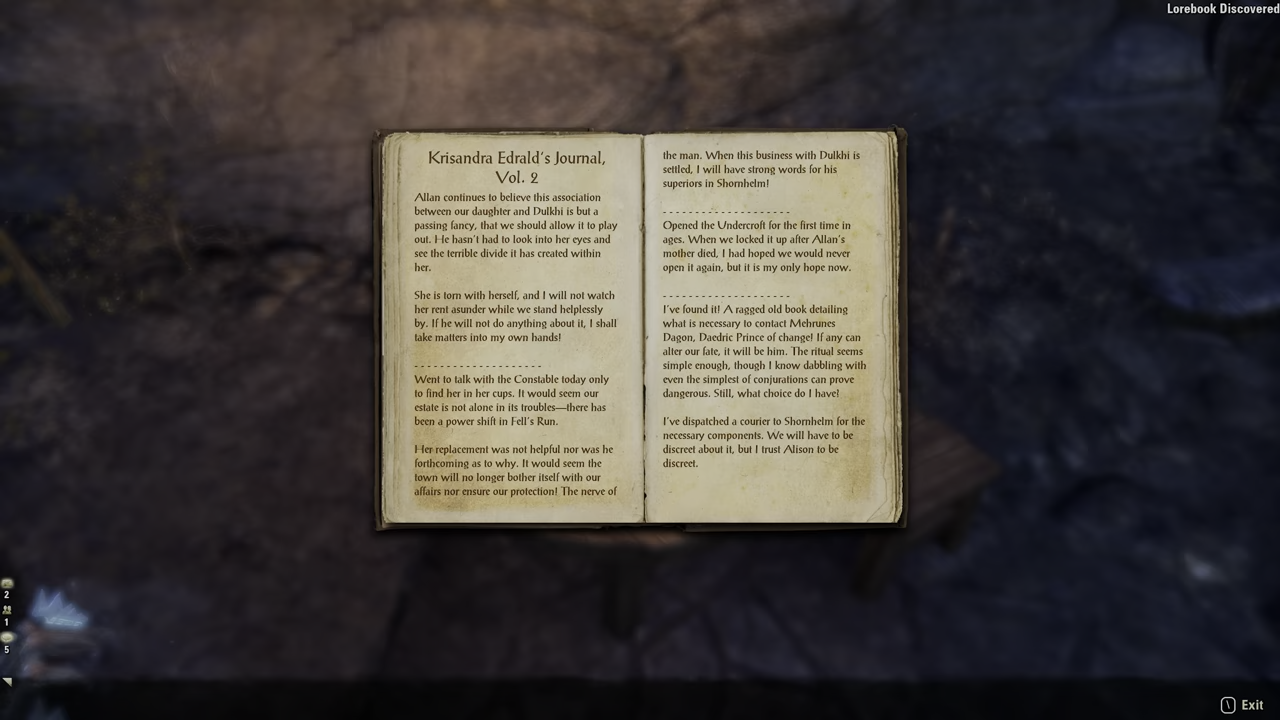 Lorebook Discovered
Krisandra Edrald's Journal,
Vol. 2
Allan continues to believe this association
between our daughter and Dulkhi is but a
passing fancy, that we should allow it to play
out. He hasn't had to look into her eyes and
see the terrible divide it has created within
her.
She is torn with herself, and I will not watch
her rent asunder while we stand helplessly
by. If he will not do anything about it, I shall
take matters into my own hands!
- - - - - - - - - - - - - - - - - - - -
Went to talk with the Constable today only
to find her in her cups. It would seem our
estate is not alone in its troubles—there has
been a power shift in Fell's Run.
Her replacement was not helpful nor was he
forthcoming as to why. It would seem the
town will no longer bother itself with our
affairs nor ensure our protection! The nerve of
the man. When this business with Dulkhi is
settled, I will have strong words for his
superiors in Shornhelm!
- - - - - - - - - - - - - - - - - - - -
Opened the Undercroft for the first time in
ages. When we locked it up after Allan's
mother died, I had hoped we would never
open it again, but it is my only hope now.
- - - - - - - - - - - - - - - - - - - -
I've found it! A ragged old book detailing
what is necessary to contact Mehrunes
Dagon, Daedric Prince of change! If any can
alter our fate, it will be him. The ritual seems
simple enough, though I know dabbling with
even the simplest of conjurations can prove
dangerous. Still, what choice do I have?
I've dispatched a courier to Shornhelm for the
necessary components. We will have to be
discreet about it, but I trust Alison to be
discreet.
2
1
5
\ Exit